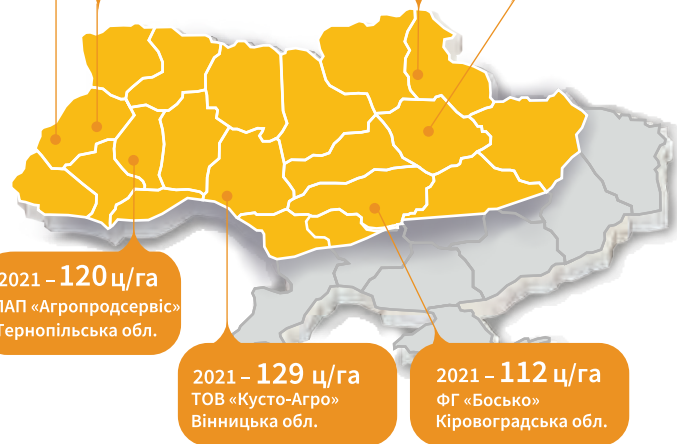 2021 – 120 ц/га
ПАП «Агропродсервіс»
Тернопільська обл.
2021 – 129 ц/га
ТОВ «Кусто-Агро»
Вінницька обл.
2021 – 112 ц/га
ФГ «Босько»
Кіровоградська обл.